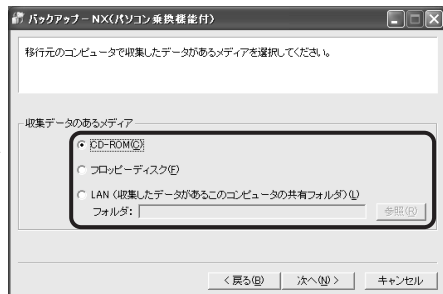 バックアップ－NX(パソコン乗換機能付)
移行元のコンピュータで収集したデータがあるメディアを選択してください。
収集データのあるメディア
CD-ROM(C)
フロッピーディスク(F)
LAN (収集したデータがあるこのコンピュータの共有フォルダ)(L)
フォルダ: 参照(R)
< 戻る(B) 次へ(N) > キャンセル